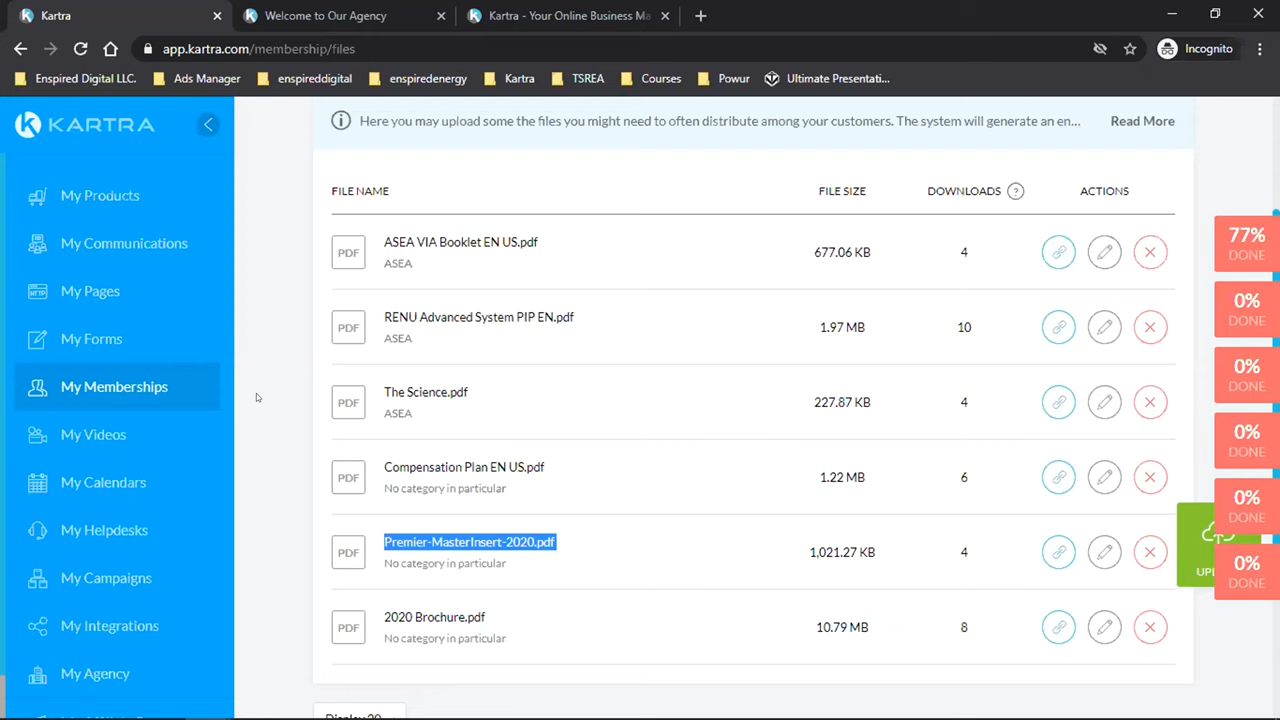 Kartra
Welcome to Our Agency
Kartra - Your Online Business Ma
app.kartra.com/membership/files
Incognito
Enspired Digital LLC.
Ads Manager
enspireddigital
enspiredenergy
Kartra
TSREA
Courses
Powur
Ultimate Presentati...
KARTRA
My Products
My Communications
My Pages
My Forms
My Memberships
My Videos
My Calendars
My Helpdesks
My Campaigns
My Integrations
My Agency
Here you may upload some the files you might need to often distribute among your customers. The system will generate an en...
Read More
FILE NAME
FILE SIZE
DOWNLOADS ?
ACTIONS
PDF
ASEA VIA Booklet EN US.pdf
ASEA
677.06 KB
4
PDF
RENU Advanced System PIP EN.pdf
ASEA
1.97 MB
10
PDF
The Science.pdf
ASEA
227.87 KB
4
PDF
Compensation Plan EN US.pdf
No category in particular
1.22 MB
6
PDF
Premier-MasterInsert-2020.pdf
No category in particular
1,021.27 KB
4
PDF
2020 Brochure.pdf
No category in particular
10.79 MB
8
Display 20
77%
DONE
0%
DONE
0%
DONE
0%
DONE
0%
DONE
0%
DONE